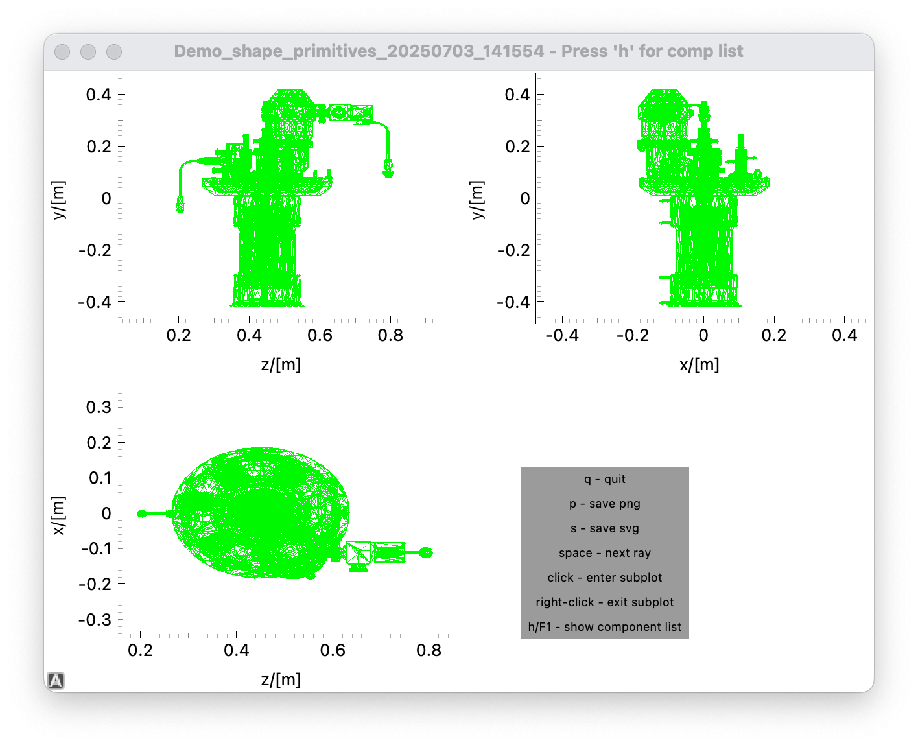 Demo_shape_primitives_20250703_141554 - Press 'h' for comp list
0.4
0.2
0
-0.2
-0.4
y/[m]
0.2
0.4
0.6
0.8
z/[m]
0.4
0.2
0
-0.2
-0.4
y/[m]
-0.4
-0.2
0
0.2
0.4
x/[m]
0.3
0.2
0.1
0
-0.1
-0.2
-0.3
x/[m]
0.2
0.4
0.6
0.8
z/[m]
q - quit
p - save png
s - save svg
space - next ray
click - enter subplot
right-click - exit subplot
h/F1 - show component list
A